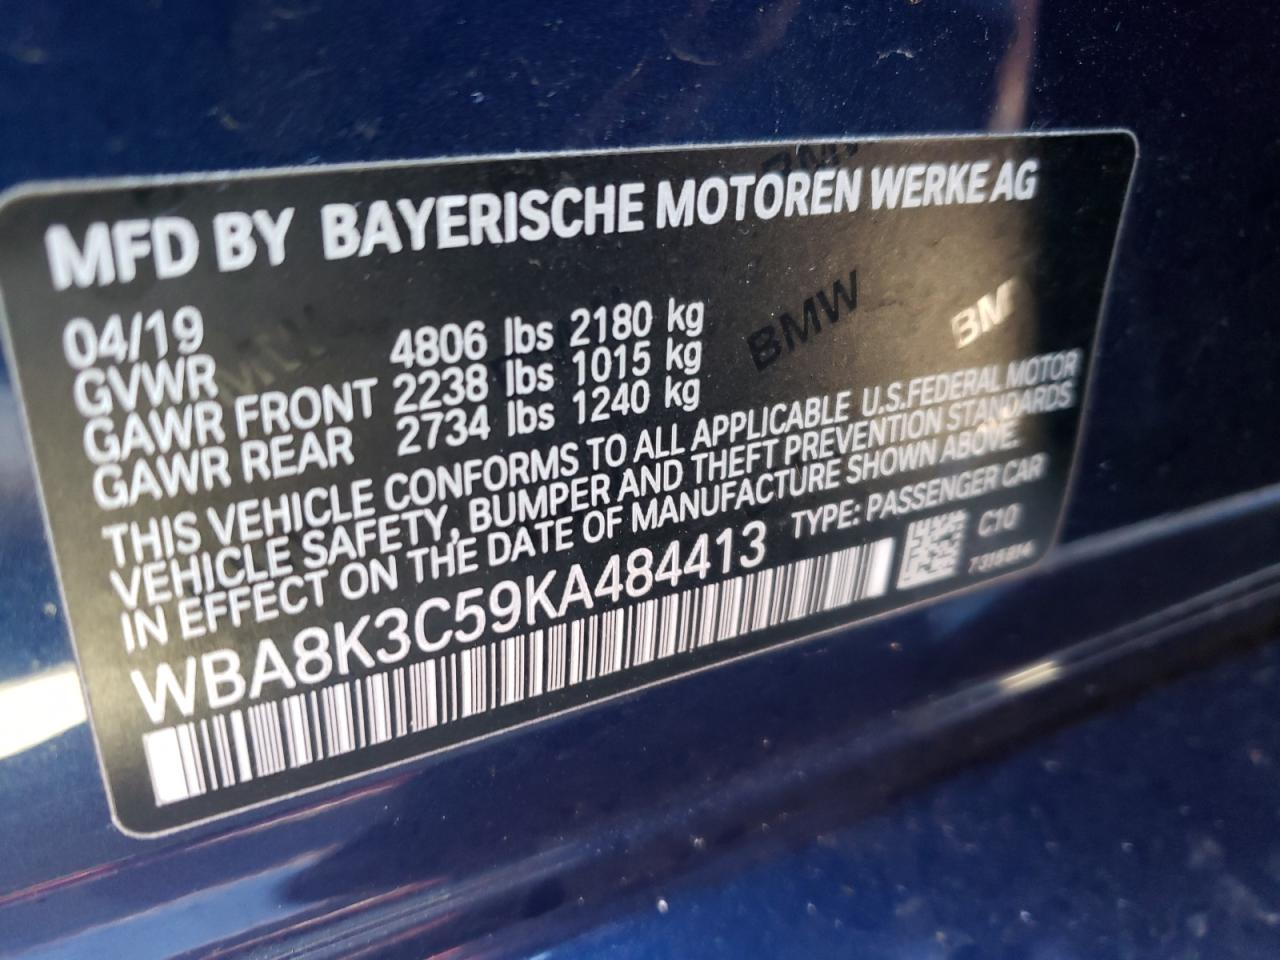 MFD BY BAYERISCHE MOTOREN WERKE AG
04/19
GVWR 4806 lbs 2180 kg
GAWR FRONT 2238 lbs 1015 kg
GAWR REAR 2734 lbs 1240 kg
THIS VEHICLE CONFORMS TO ALL APPLICABLE U.S.FEDERAL MOTOR
VEHICLE SAFETY, BUMPER AND THEFT PREVENTION STANDARDS
IN EFFECT ON THE DATE OF MANUFACTURE SHOWN ABOVE.
WBA8K3C59KA484413 TYPE: PASSENGER CAR
C10
BMW
BMW
BM